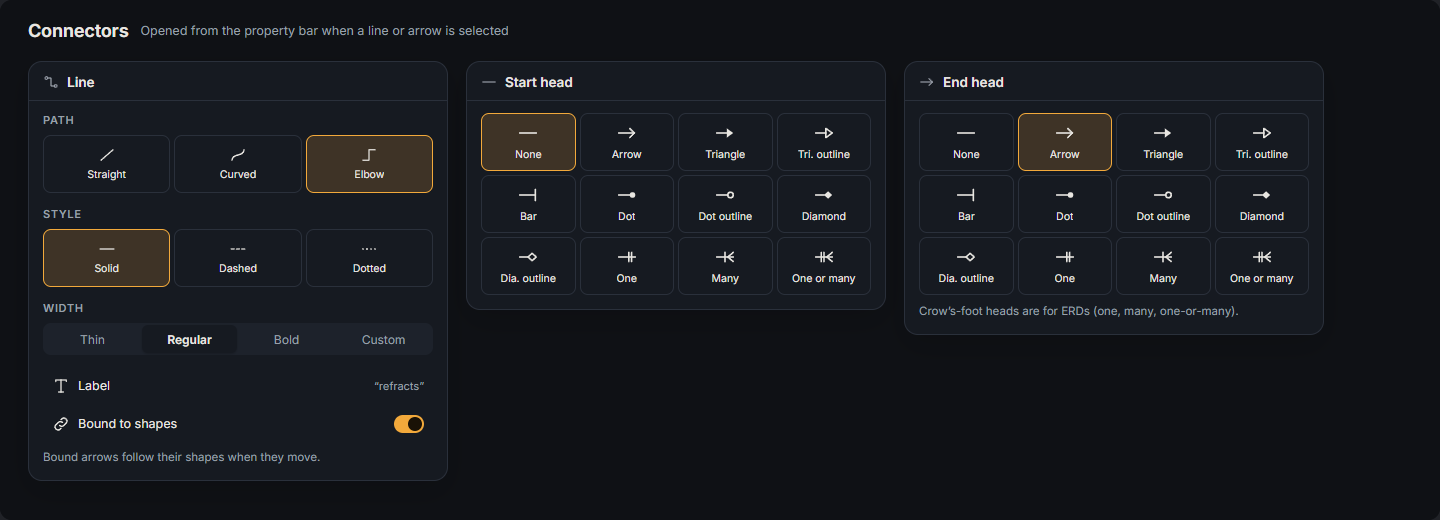 Connectors Opened from the property bar when a line or arrow is selected
Line
PATH
Straight Curved Elbow
STYLE
Solid Dashed Dotted
WIDTH
Thin Regular Bold Custom
Label “refracts”
Bound to shapes
Bound arrows follow their shapes when they move.
Start head
None Arrow Triangle Tri. outline
Bar Dot Dot outline Diamond
Dia. outline One Many One or many
End head
None Arrow Triangle Tri. outline
Bar Dot Dot outline Diamond
Dia. outline One Many One or many
Crow’s-foot heads are for ERDs (one, many, one-or-many).